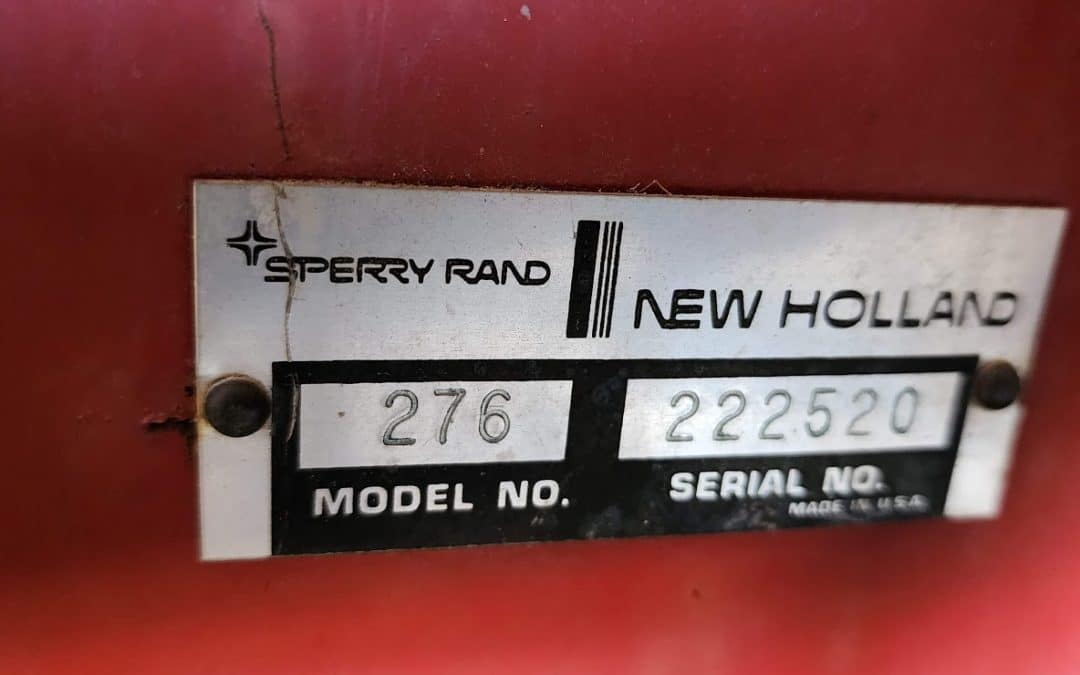 SPERRY RAND
NEW HOLLAND
276 222520
MODEL NO. SERIAL NO.
MADE IN U.S.A.